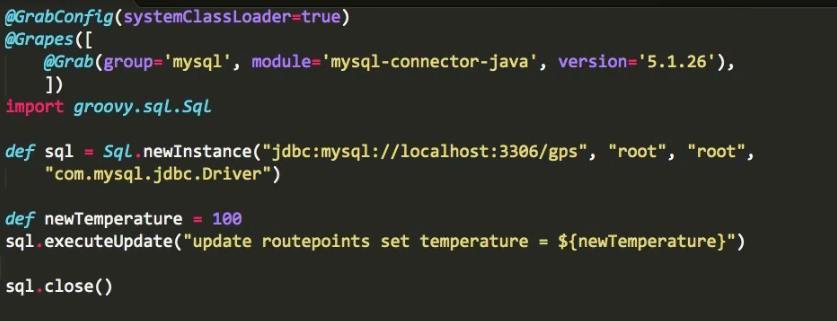 @GrabConfig(systemClassLoader=true)
@Grapes([
    @Grab(group='mysql', module='mysql-connector-java', version='5.1.26'),
    ])
import groovy.sql.Sql

def sql = Sql.newInstance("jdbc:mysql://localhost:3306/gps", "root", "root",
    "com.mysql.jdbc.Driver")

def newTemperature = 100
sql.executeUpdate("update routepoints set temperature = ${newTemperature}")

sql.close()